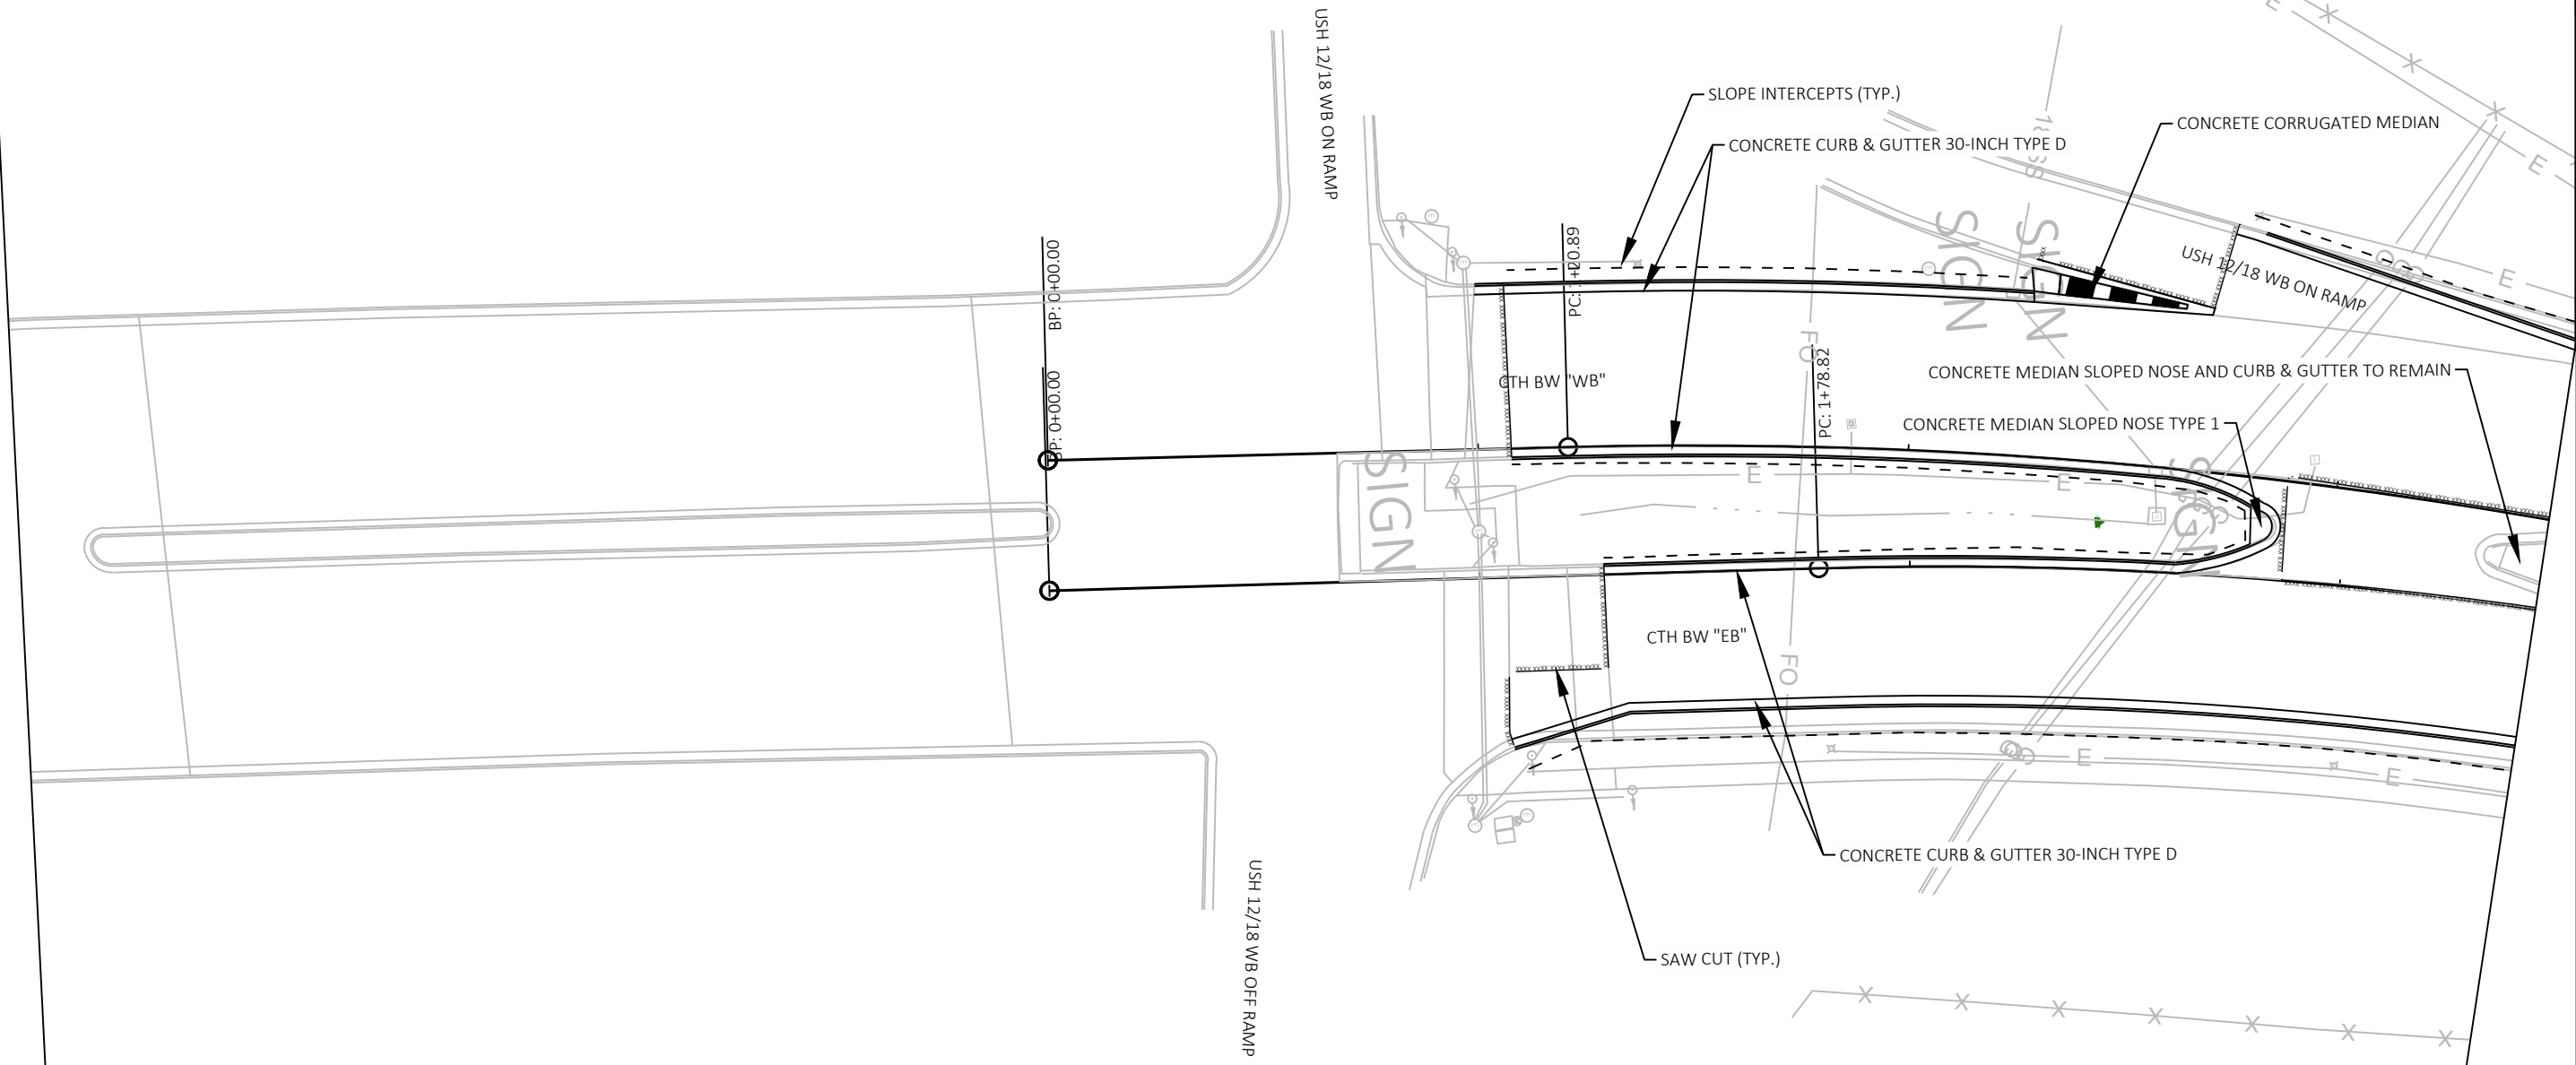 USH 12/18 WB ON RAMP
SLOPE INTERCEPTS (TYP.)
CONCRETE CURB & GUTTER 30-INCH TYPE D
CONCRETE CORRUGATED MEDIAN
E
E
E
SIGN
SIGN
USH 12/18 WB ON RAMP
BP: 0+00.00
PC: 1+20.89
FO
PC: 1+78.82
CONCRETE MEDIAN SLOPED NOSE AND CURB & GUTTER TO REMAIN
CTH BW "WB"
BP: 0+00.00
CONCRETE MEDIAN SLOPED NOSE TYPE 1
E
E
SIGN
SIGN
CTH BW "EB"
FO
E
E
CONCRETE CURB & GUTTER 30-INCH TYPE D
USH 12/18 WB OFF RAMP
SAW CUT (TYP.)